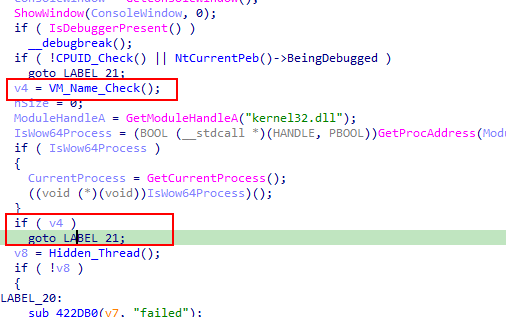 ShowWindow(ConsoleWindow, 0);
if ( IsDebuggerPresent() )
__debugbreak();
if ( !CPUID_Check() || NtCurrentPeb()->BeingDebugged )
goto LABEL_21;
v4 = VM_Name_Check();
nSize = 0;
ModuleHandleA = GetModuleHandleA("kernel32.dll");
IsWow64Process = (BOOL (__stdcall *)(HANDLE, PBOOL))GetProcAddress(Mod
if ( IsWow64Process )
{
CurrentProcess = GetCurrentProcess();
((void (*)(void))IsWow64Process)();
}
if ( v4 )
goto LABEL_21;
v8 = Hidden_Thread();
if ( !v8 )
{
LABEL_20:
sub_422DB0(v7, "failed");